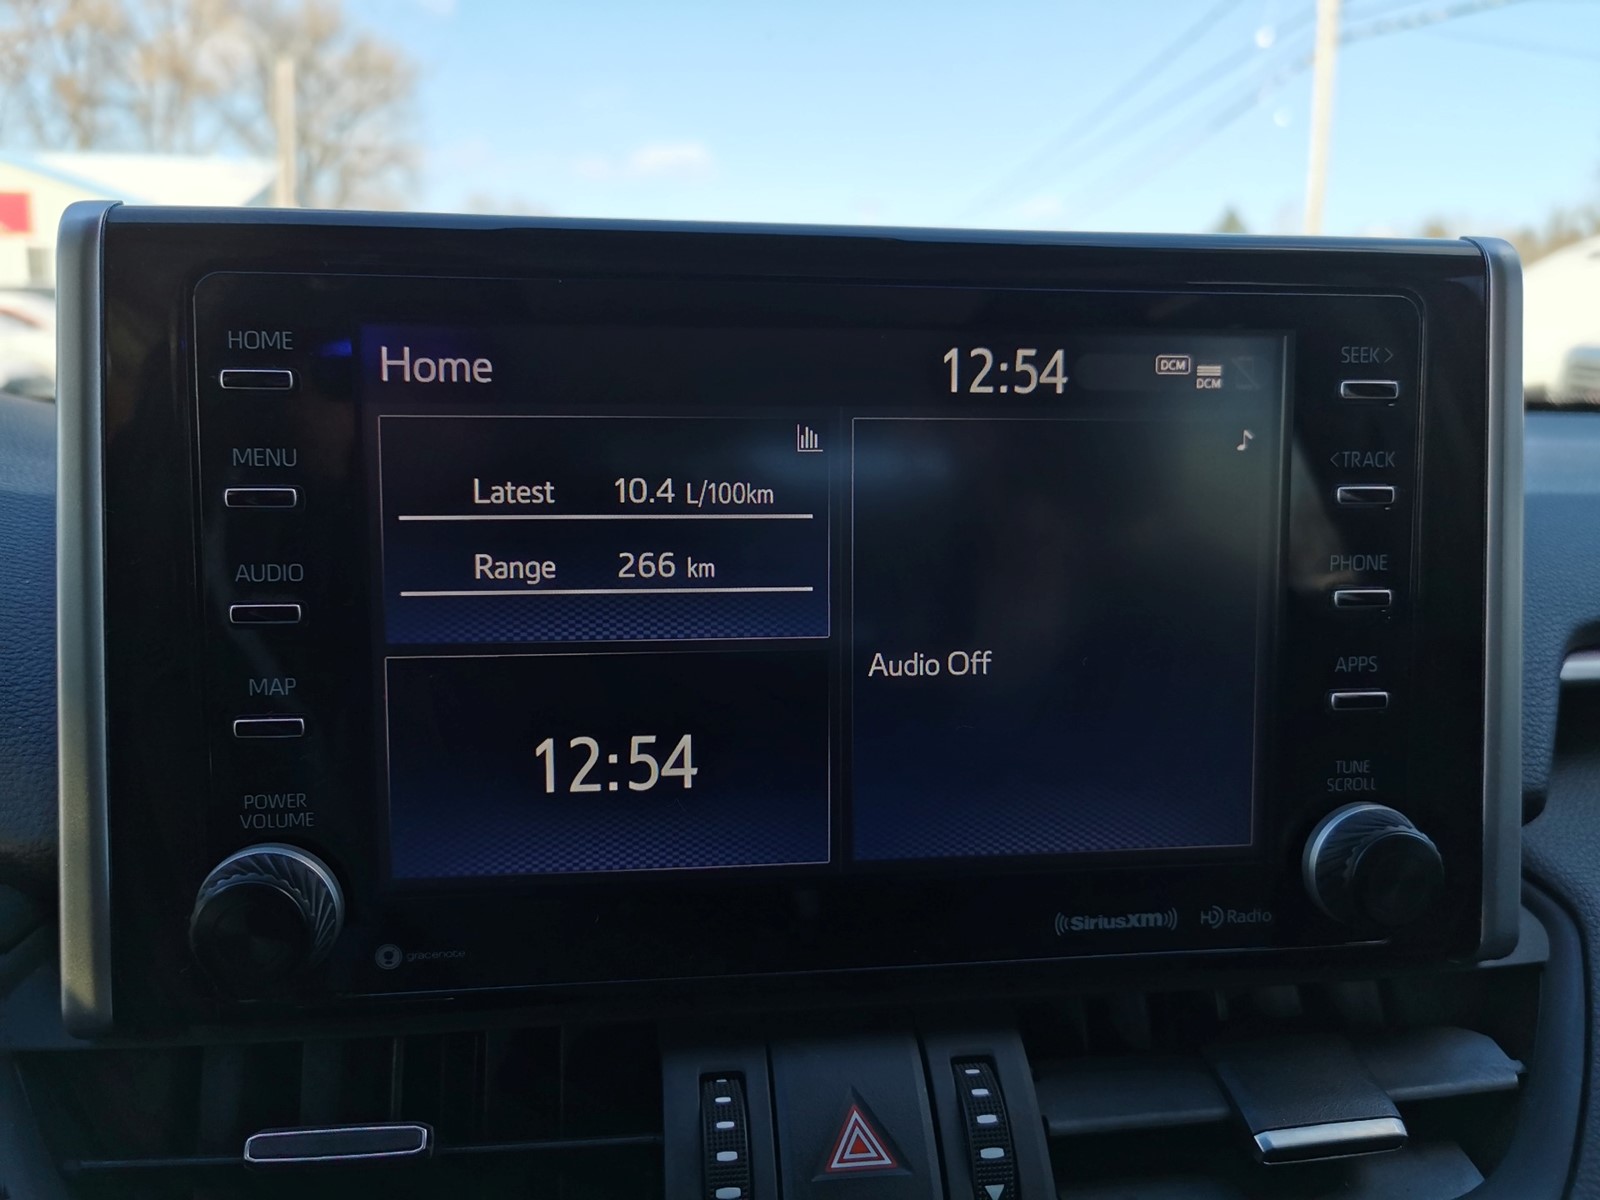 HOME
MENU
AUDIO
MAP
POWER
VOLUME
Home
12:54
DCM
DCM
Latest 10.4 L/100km
Range 266 km
12:54
Audio Off
SEEK >
< TRACK
PHONE
APPS
TUNE
SCROLL
gracenote
((SiriusXM))
HD Radio